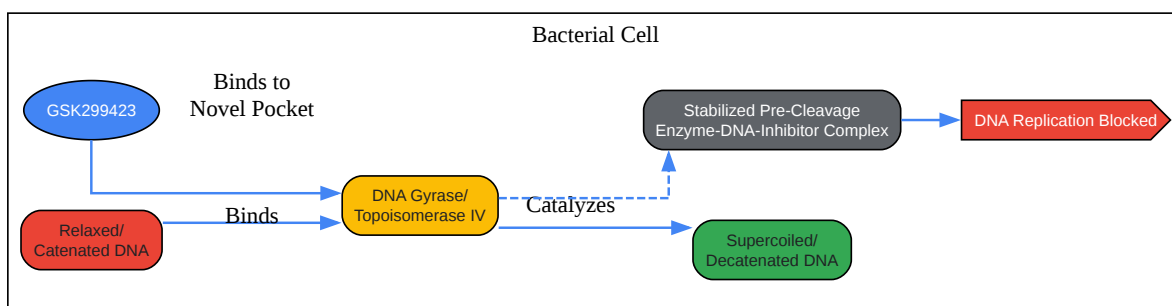 Bacterial Cell
Binds to
Novel Pocket
GSK299423
Stabilized Pre-Cleavage
Enzyme-DNA-Inhibitor Complex
DNA Replication Blocked
DNA Gyrase/
Topoisomerase IV
Binds
Catalyzes
Relaxed/
Catenated DNA
Supercoiled/
Decatenated DNA